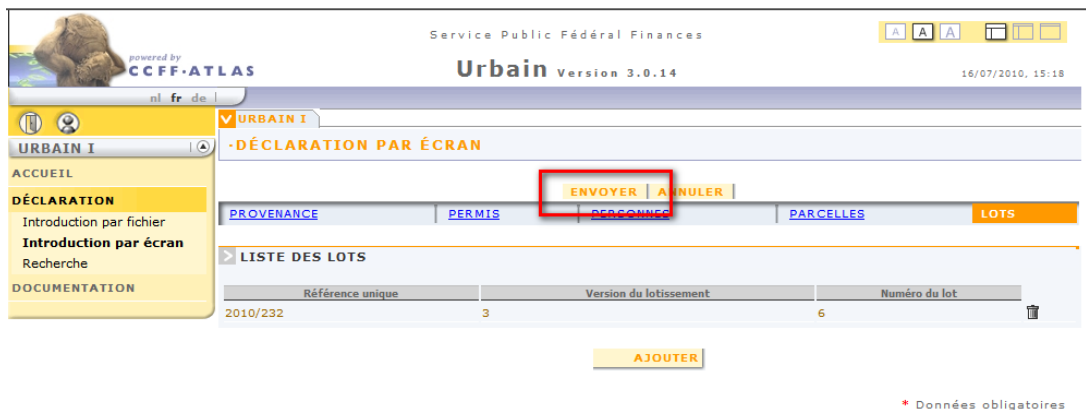 Service Public Fédéral Finances
A A A
powered by
CCFF·ATLAS
Urbain Version 3.0.14
16/07/2010, 15:18
nl fr de
URBAIN I
URBAIN I
·DÉCLARATION PAR ÉCRAN
ACCUEIL
ENVOYER ANNULER
DÉCLARATION
PROVENANCE PERMIS PERSONNES PARCELLES LOTS
Introduction par fichier
Introduction par écran
Recherche
LISTE DES LOTS
DOCUMENTATION
Référence unique Version du lotissement Numéro du lot
2010/232 3 6
AJOUTER
* Données obligatoires